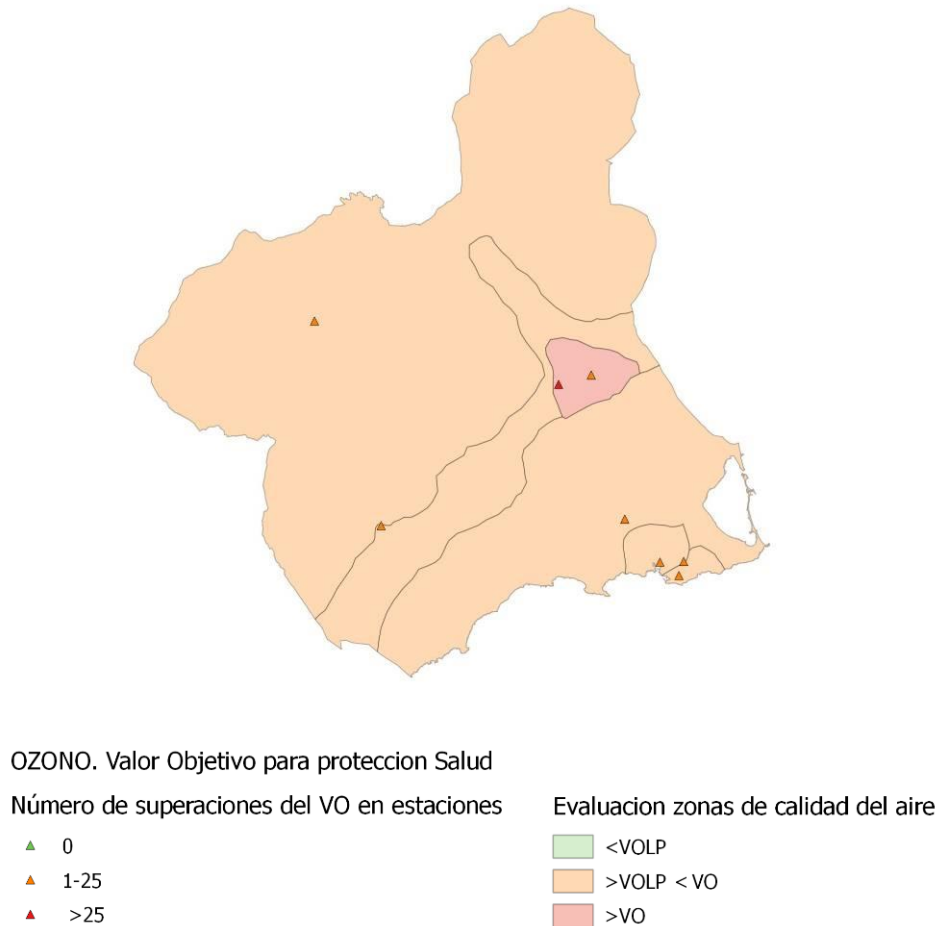 OZONO. Valor Objetivo para proteccion Salud
Número de superaciones del VO en estaciones
0
1-25
>25
Evaluacion zonas de calidad del aire
<VOLP
>VOLP < VO
>VO